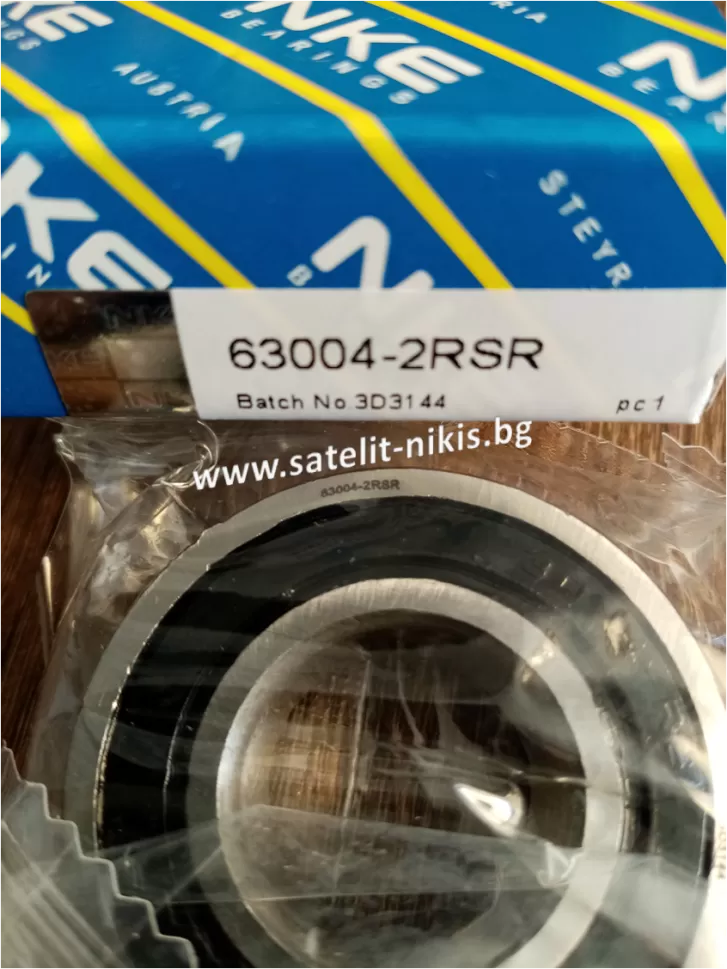 NKE
BEARINGS
AUSTRIA
STEYR
63004-2RSR
Batch No 3D3144
pc 1
www.satelit-nikis.bg
63004-2RSR